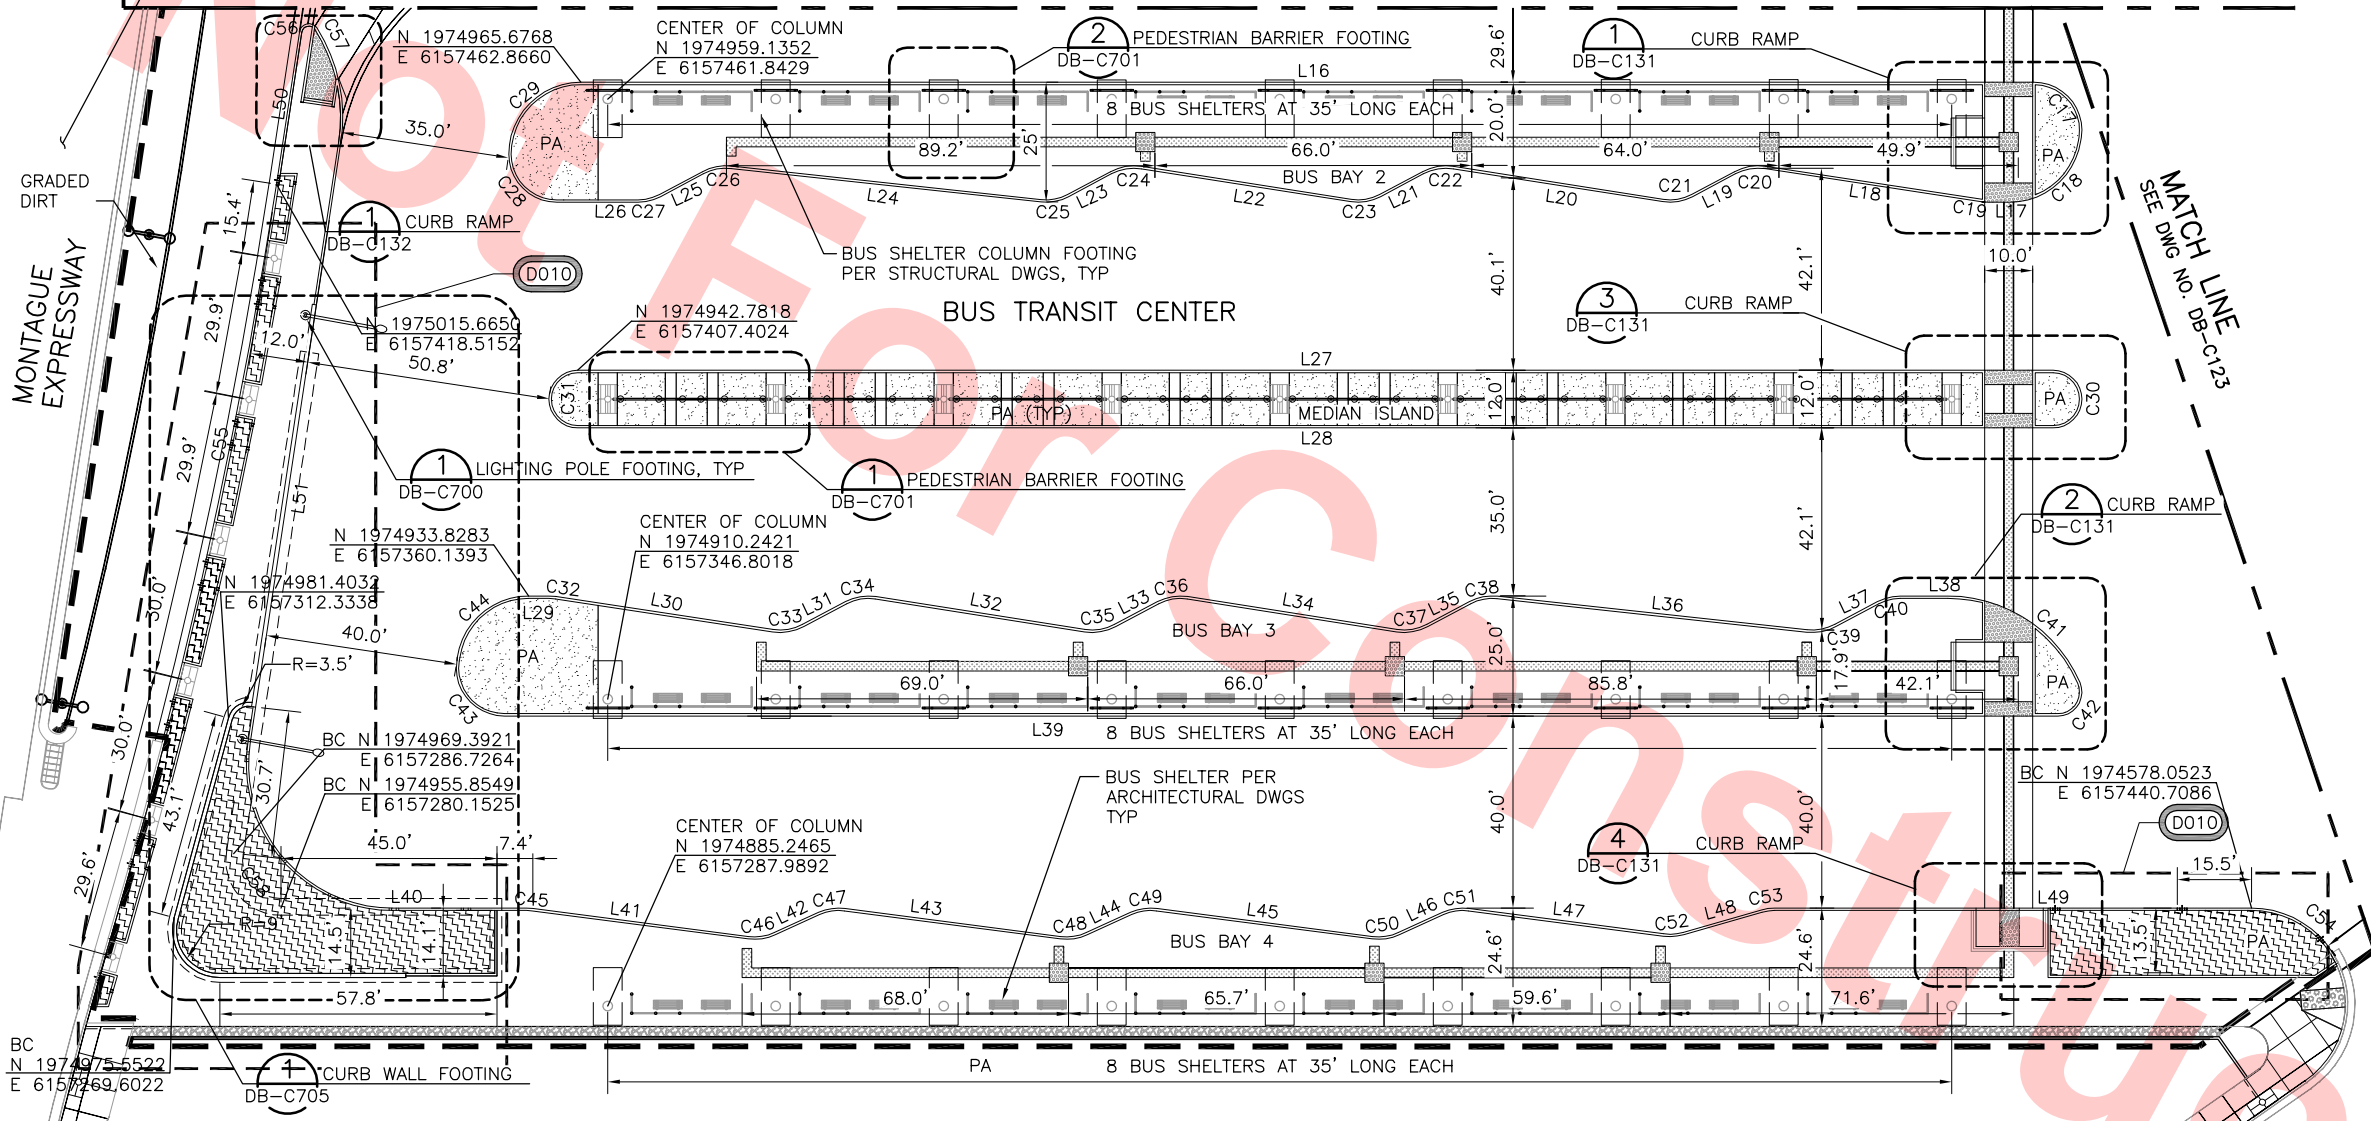 Not For Construc
C56
C57
N 1974965.6768
E 6157462.8660
CENTER OF COLUMN
N 1974959.1352
E 6157461.8429
2
DB-C701
PEDESTRIAN BARRIER FOOTING
1
DB-C131
CURB RAMP
29.6'
L16
C29
L50
35.0'
PA
8 BUS SHELTERS AT 35' LONG EACH
20.0'
25'
C17
89.2'
66.0'
64.0'
49.9'
PA
C28
L26
C27
L25
C26
L24
C25
L23
C24
BUS BAY 2
L22
C23
L21
C22
L20
C21
L19
C20
L18
C19
L17
C18
GRADED
DIRT
15.4'
1
DB-C132
CURB RAMP
MATCH LINE
SEE DWG NO. DB-C123
MONTAGUE
EXPRESSWAY
D010
BUS SHELTER COLUMN FOOTING
PER STRUCTURAL DWGS, TYP
40.1'
42.1'
10.0'
29.9'
12.0'
N 1975015.6650
E 6157418.5152
50.8'
N 1974942.7818
E 6157407.4024
BUS TRANSIT CENTER
3
DB-C131
CURB RAMP
L27
C31
PA (TYP)
MEDIAN ISLAND
12.0'
12.0'
PA
C30
L28
29.9'
C55
L51
1
DB-C700
LIGHTING POLE FOOTING, TYP
1
DB-C701
PEDESTRIAN BARRIER FOOTING
35.0'
42.1'
2
DB-C131
CURB RAMP
N 1974933.8283
E 6157360.1393
CENTER OF COLUMN
N 1974910.2421
E 6157346.8018
30.0'
N 1974981.4032
E 6157312.3338
C44
C32
L29
L30
C33
L31
C34
L32
C35
L33
C36
L34
C37
L35
C38
L36
C39
L37
C40
L38
C41
40.0'
PA
BUS BAY 3
25.0'
17.9'
R=3.5'
69.0'
66.0'
85.8'
42.1'
PA
C43
C42
L39
8 BUS SHELTERS AT 35' LONG EACH
30.0'
43.1'
30.7'
BC N 1974969.3921
E 6157286.7264
BC N 1974955.8549
E 6157280.1525
BUS SHELTER PER
ARCHITECTURAL DWGS
TYP
40.0'
40.0'
BC N 1974578.0523
E 6157440.7086
D010
CENTER OF COLUMN
N 1974885.2465
E 6157287.9892
4
DB-C131
CURB RAMP
29.6'
45.0'
7.4'
15.5'
C58
L40
C45
L41
C46
L42
C47
L43
C48
L44
C49
L45
C50
L46
C51
L47
C52
L48
C53
L49
C54
R=9'
14.5'
14.1'
BUS BAY 4
24.6'
24.6'
13.5'
PA
57.8'
68.0'
65.7'
59.6'
71.6'
BC
N 1974975.5522
E 6157269.6022
1
DB-C705
CURB WALL FOOTING
PA
8 BUS SHELTERS AT 35' LONG EACH